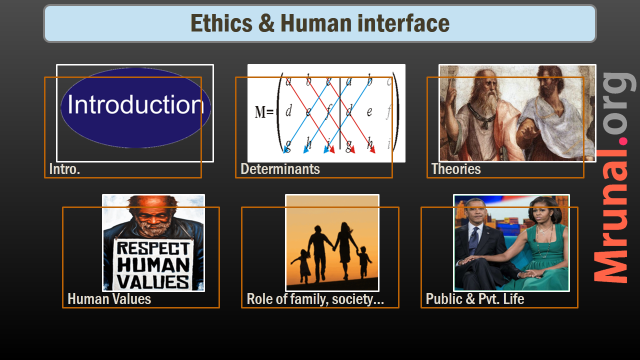 Ethics & Human interface
Introduction
Intro.
M=
a b c a b c
d e f d e f
g h i g h i
Determinants
Theories
RESPECT
HUMAN
VALUES
Human Values
Role of family, society...
Public & Pvt. Life
Mrunal.org